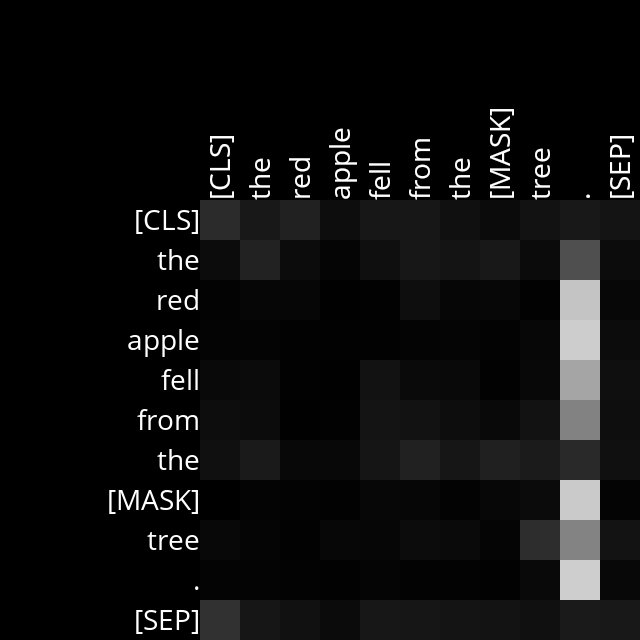 [CLS] the red apple fell from the [MASK] tree . [SEP]
[CLS]
the
red
apple
fell
from
the
[MASK]
tree
.
[SEP]